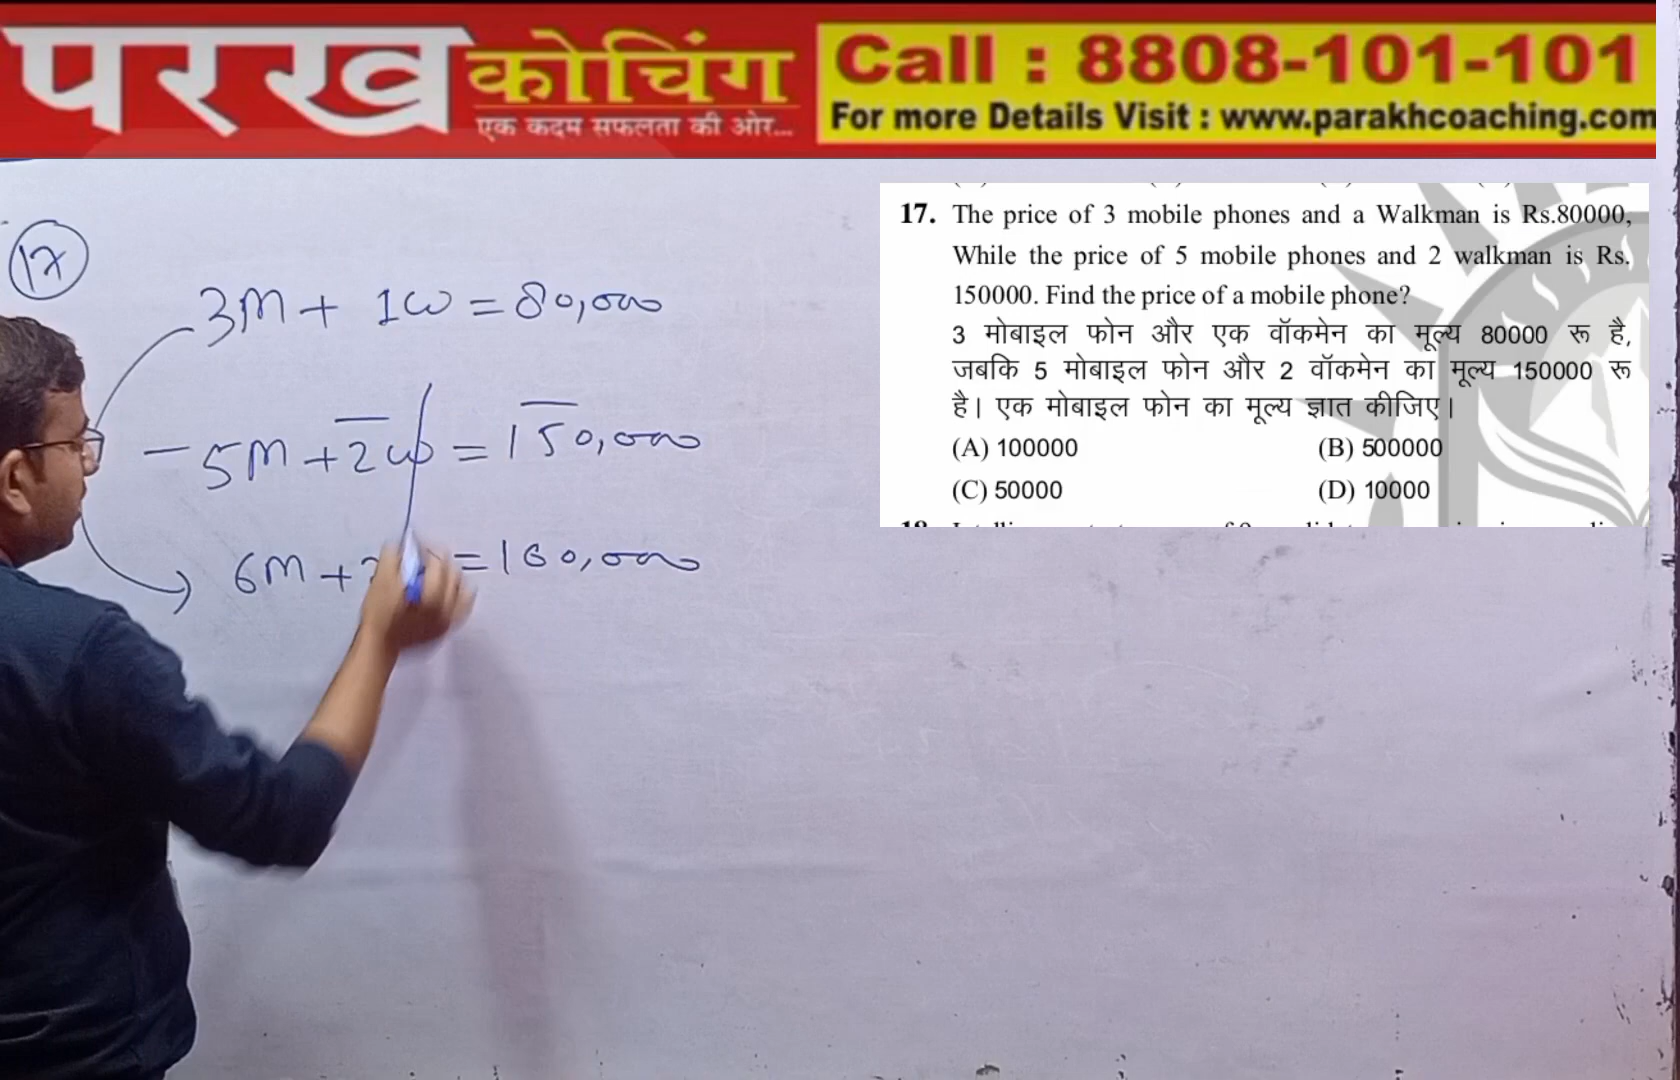 परख कोचिंग
एक कदम सफलता की ओर...
Call : 8808-101-101
For more Details Visit : www.parakhcoaching.com
17
3M + 1W = 80,000
- 5M + 2W = 150,000
6M + 2 = 160,000
17. The price of 3 mobile phones and a Walkman is Rs.80000,
While the price of 5 mobile phones and 2 walkman is Rs.
150000. Find the price of a mobile phone?
3 मोबाइल फोन और एक वॉकमेन का मूल्य 80000 रू है,
जबकि 5 मोबाइल फोन और 2 वॉकमेन का मूल्य 150000 रू
है। एक मोबाइल फोन का मूल्य ज्ञात कीजिए।
(A) 100000 (B) 500000
(C) 50000 (D) 10000